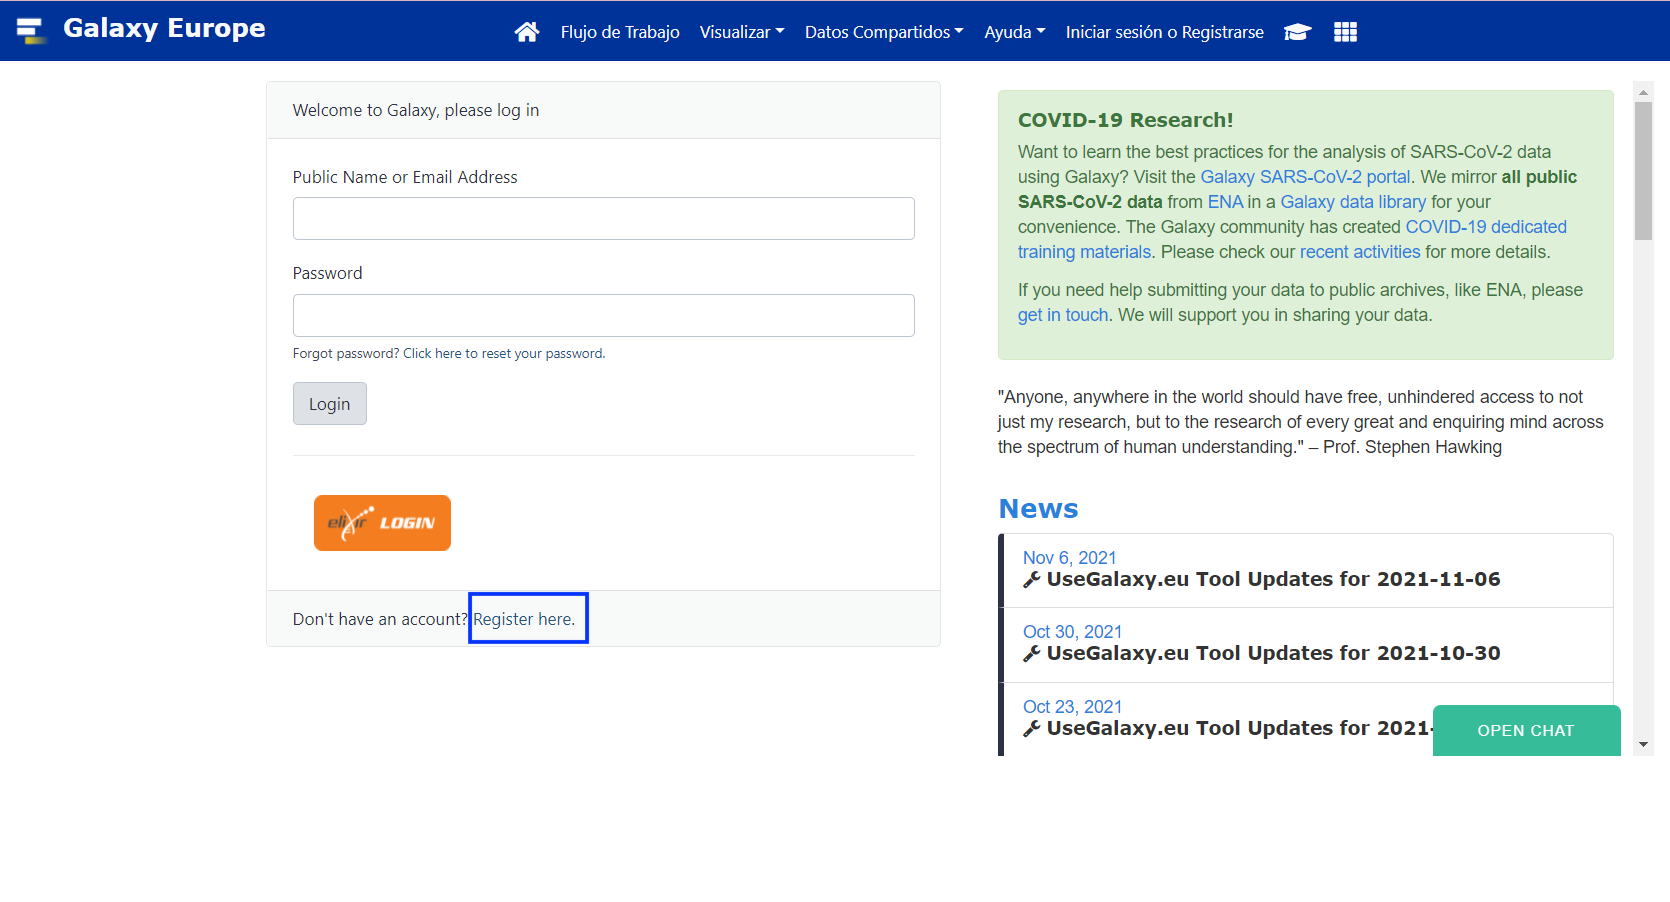 Galaxy Europe
Flujo de Trabajo Visualizar Datos Compartidos Ayuda Iniciar sesión o Registrarse
Welcome to Galaxy, please log in
Public Name or Email Address
Password
Forgot password? Click here to reset your password.
Login
elixir LOGIN
Don't have an account? Register here.
COVID-19 Research!
Want to learn the best practices for the analysis of SARS-CoV-2 data
using Galaxy? Visit the Galaxy SARS-CoV-2 portal. We mirror all public
SARS-CoV-2 data from ENA in a Galaxy data library for your
convenience. The Galaxy community has created COVID-19 dedicated
training materials. Please check our recent activities for more details.
If you need help submitting your data to public archives, like ENA, please
get in touch. We will support you in sharing your data.
"Anyone, anywhere in the world should have free, unhindered access to not
just my research, but to the research of every great and enquiring mind across
the spectrum of human understanding." – Prof. Stephen Hawking
News
Nov 6, 2021
UseGalaxy.eu Tool Updates for 2021-11-06
Oct 30, 2021
UseGalaxy.eu Tool Updates for 2021-10-30
Oct 23, 2021
UseGalaxy.eu Tool Updates for 2021-
OPEN CHAT